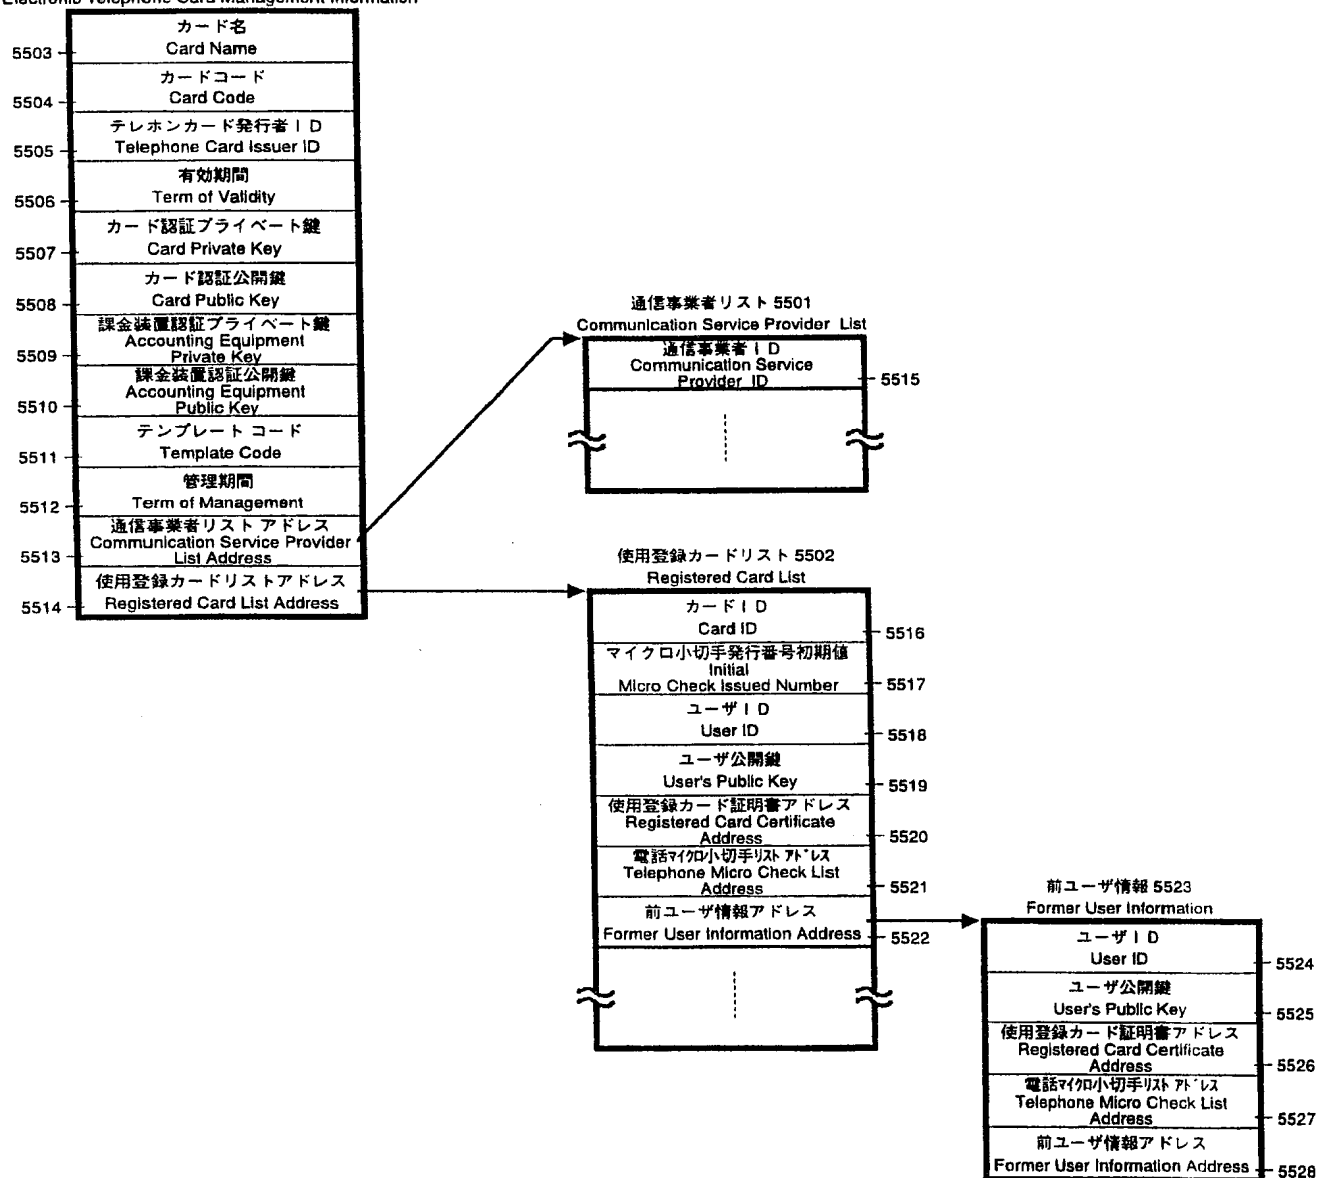 Electronic Telephone Card Management Information
カード名
Card Name
5503
カードコード
Card Code
5504
テレホンカード発行者ID
Telephone Card Issuer ID
5505
有効期間
Term of Validity
5506
カード認証プライベート鍵
Card Private Key
5507
カード認証公開鍵
Card Public Key
5508
課金装置認証プライベート鍵
Accounting Equipment
Private Key
5509
課金装置認証公開鍵
Accounting Equipment
Public Key
5510
テンプレート コード
Template Code
5511
管理期間
Term of Management
5512
通信事業者リスト アドレス
Communication Service Provider
List Address
5513
使用登録カードリストアドレス
Registered Card List Address
5514
通信事業者リスト 5501
Communication Service Provider List
通信事業者ID
Communication Service
Provider ID
5515
使用登録カードリスト 5502
Registered Card List
カードID
Card ID
5516
マイクロ小切手発行番号初期値
Initial
Micro Check Issued Number
5517
ユーザID
User ID
5518
ユーザ公開鍵
User's Public Key
5519
使用登録カード証明書アドレス
Registered Card Certificate
Address
5520
電話マイクロ小切手リスト アドレス
Telephone Micro Check List
Address
5521
前ユーザ情報アドレス
Former User Information Address
5522
前ユーザ情報 5523
Former User Information
ユーザID
User ID
5524
ユーザ公開鍵
User's Public Key
5525
使用登録カード証明書アドレス
Registered Card Certificate
Address
5526
電話マイクロ小切手リスト アドレス
Telephone Micro Check List
Address
5527
前ユーザ情報アドレス
Former User Information Address
5528